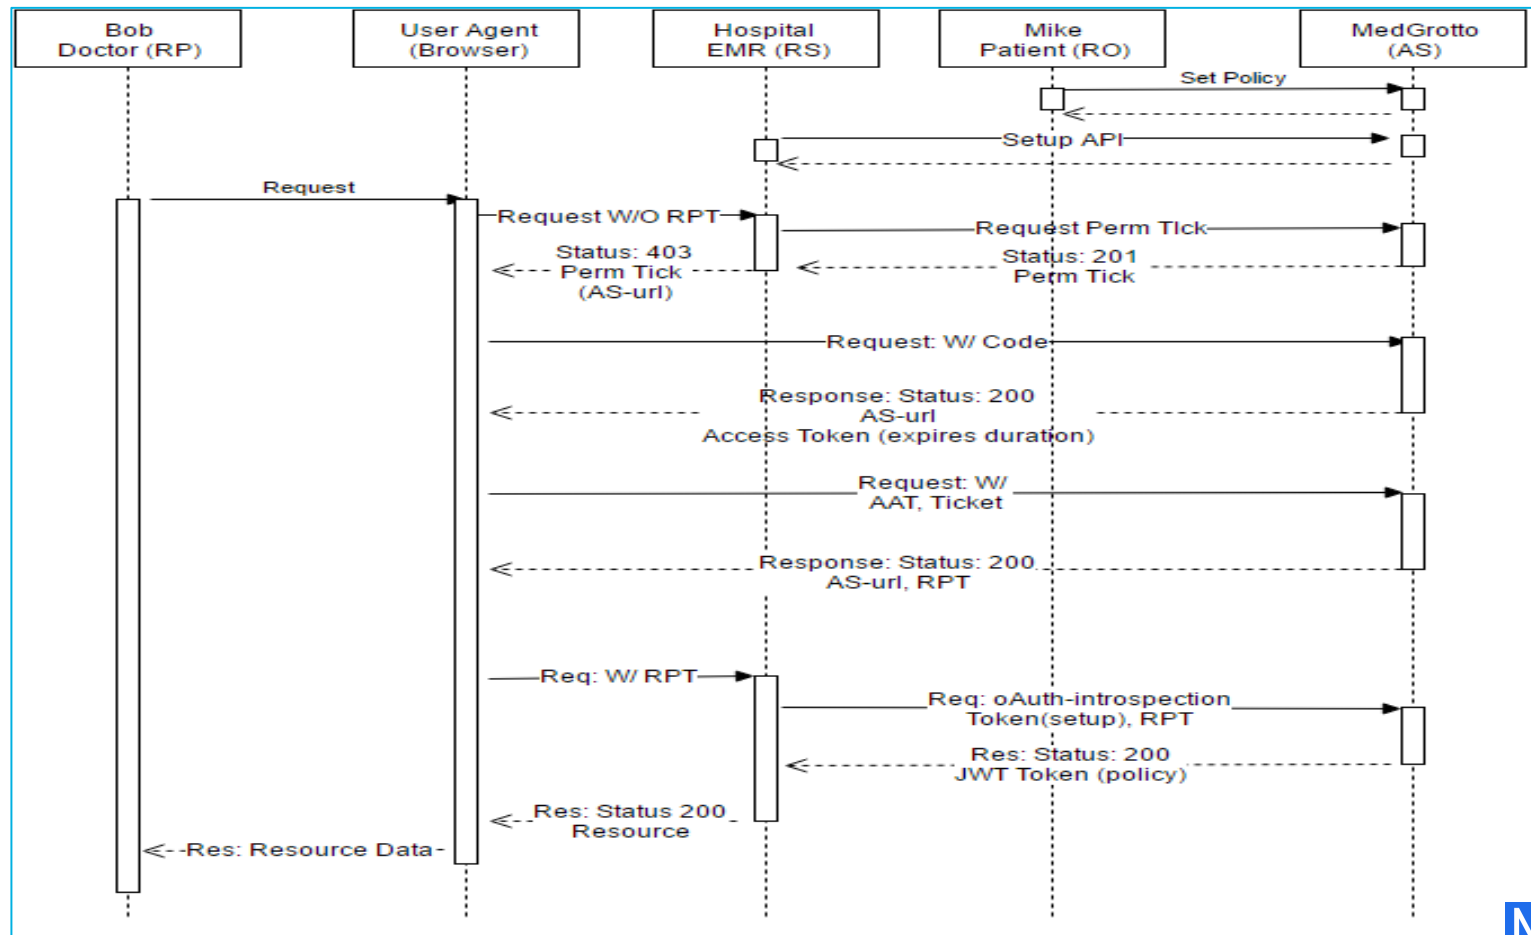 Bob
Doctor (RP)
User Agent
(Browser)
Hospital
EMR (RS)
Mike
Patient (RO)
MedGrotto
(AS)
Set Policy
Setup API
Request
Request W/O RPT
Request Perm TIck
Status: 403
Perm Tick
(AS-url)
Status: 201
Perm Tick
Request: W/ Code
Response: Status: 200
AS-url
Access Token (expires duration)
Request: W/
AAT, Ticket
Response: Status: 200
AS-url, RPT
Req: W/ RPT
Req: oAuth-introspection
Token(setup), RPT
Res: Status: 200
JWT Token (policy)
Res: Status 200
Resource
Res: Resource Data